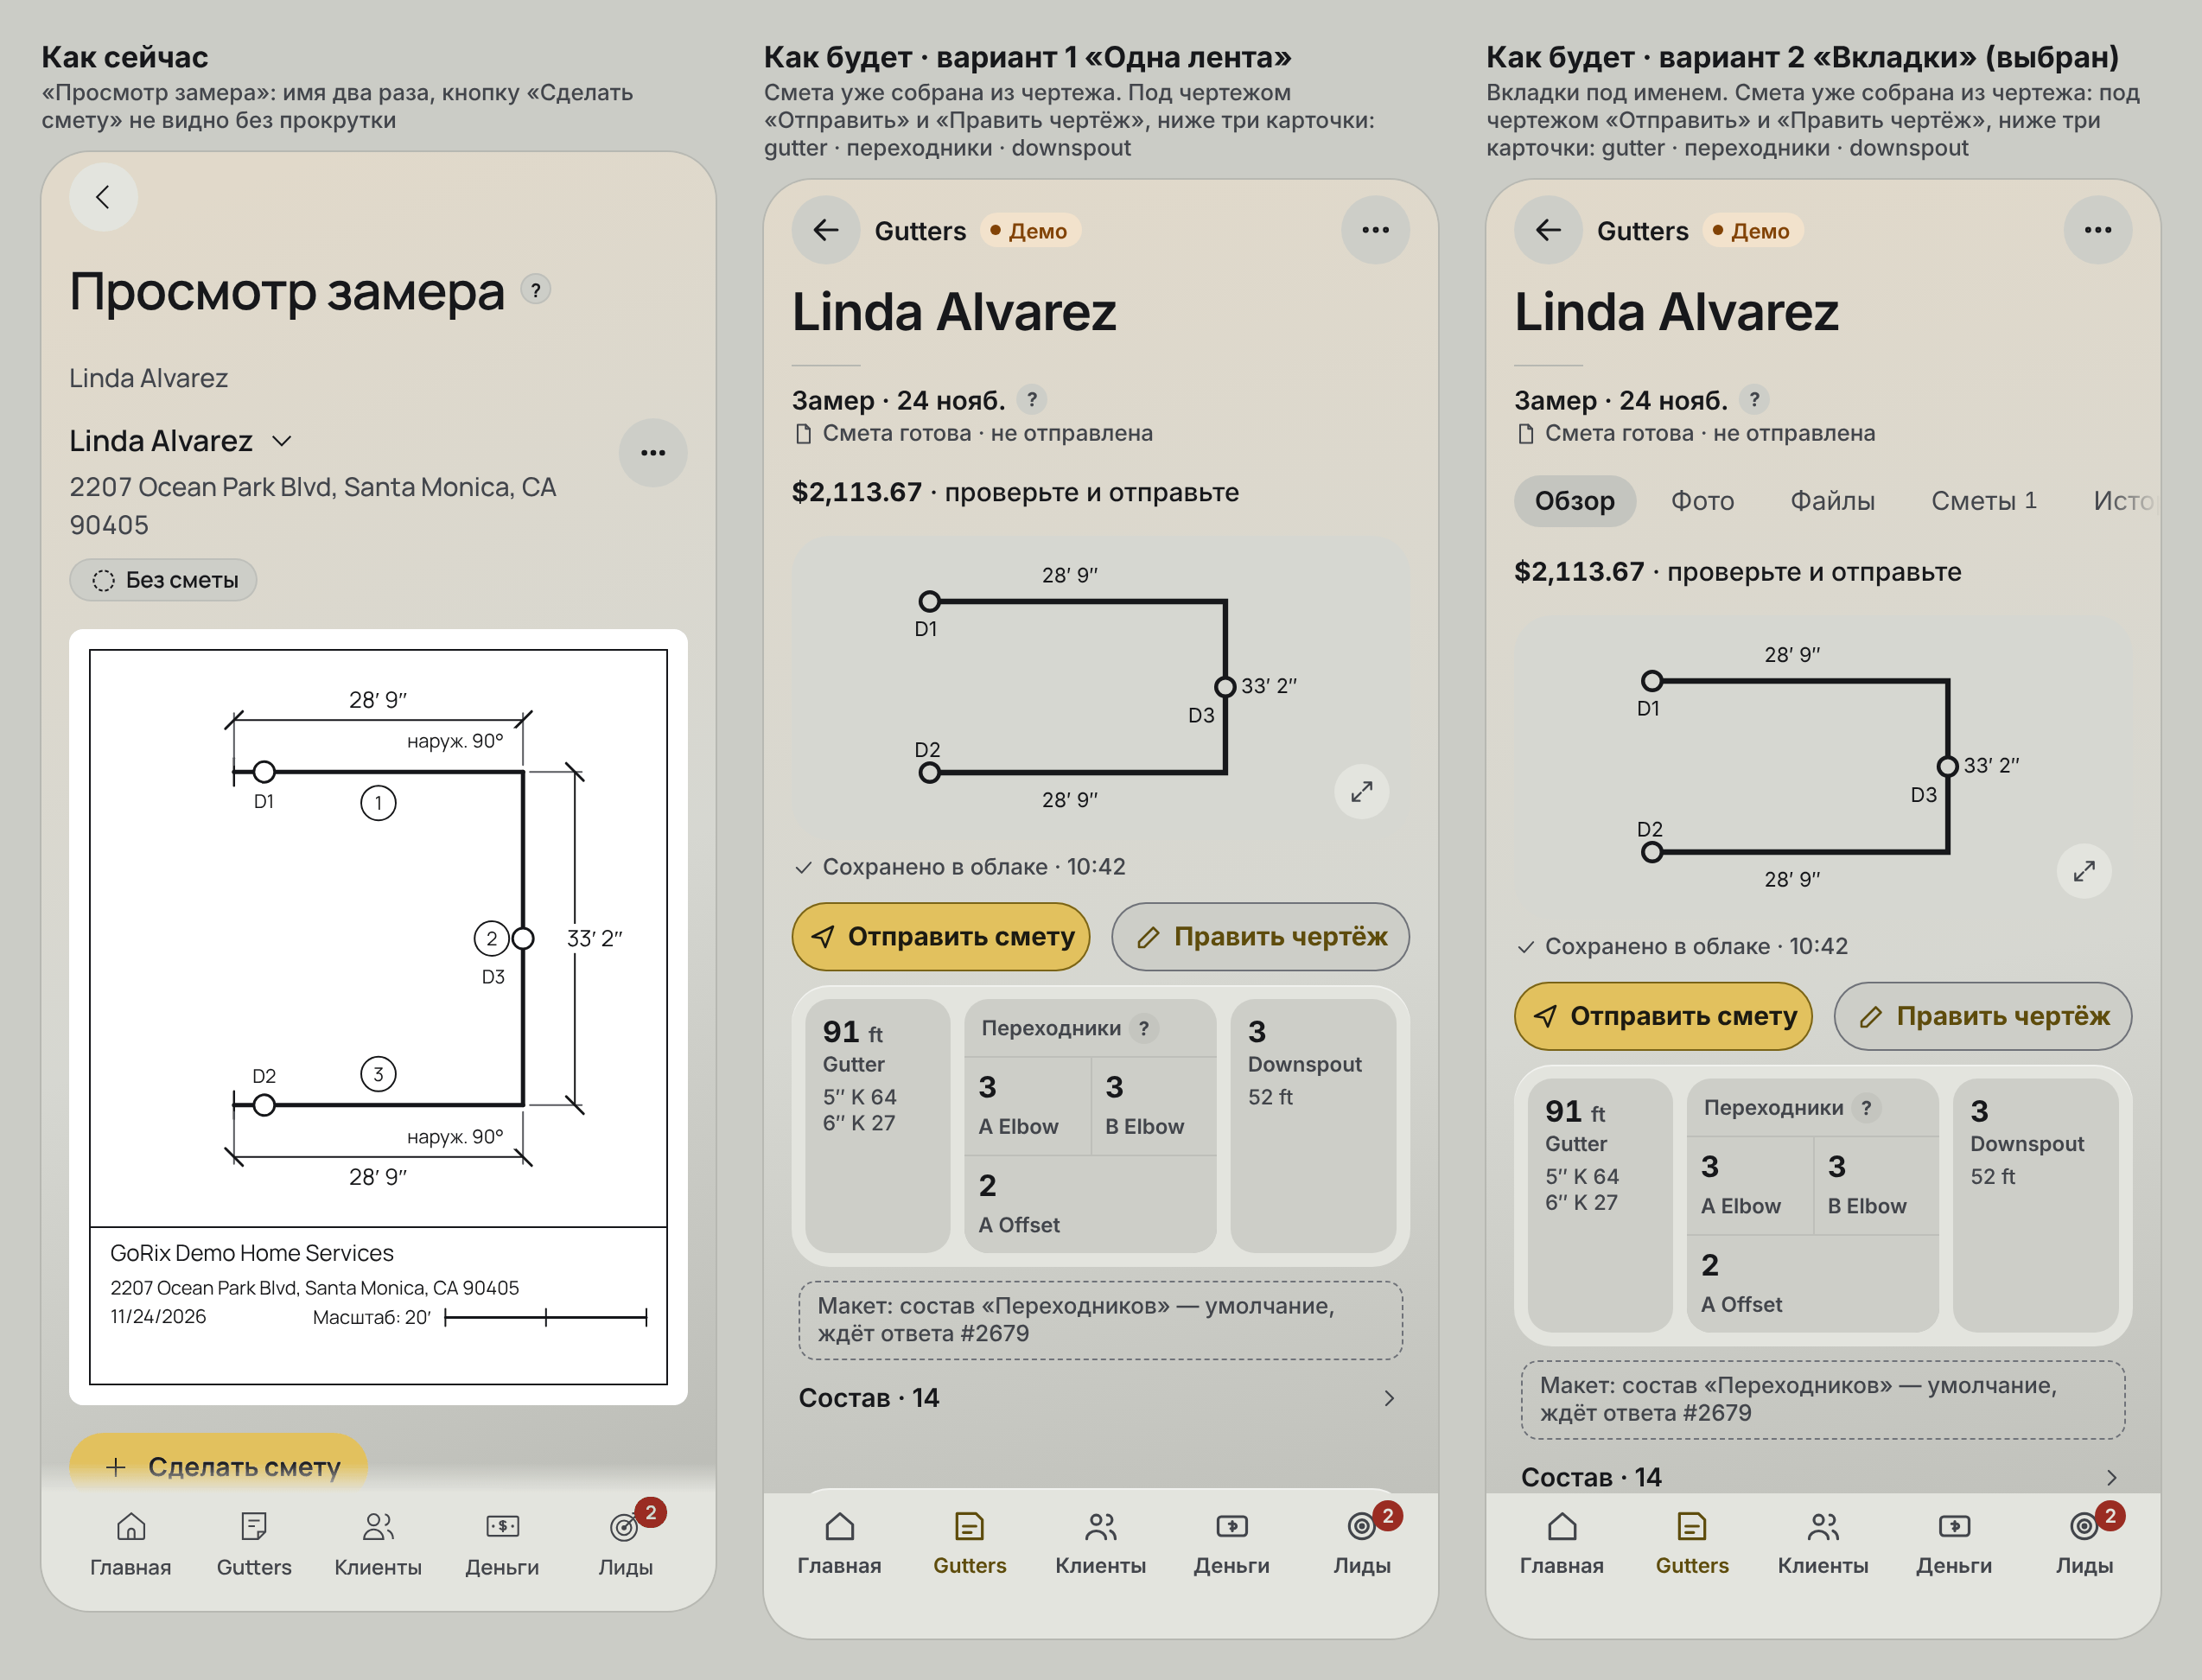 Как сейчас
«Просмотр замера»: имя два раза, кнопку «Сделать
смету» не видно без прокрутки
Просмотр замера ?
Linda Alvarez
Linda Alvarez
2207 Ocean Park Blvd, Santa Monica, CA
90405
Без сметы
28′ 9″
наруж. 90°
D1
1
2
33′ 2″
D3
D2
3
наруж. 90°
28′ 9″
GoRix Demo Home Services
2207 Ocean Park Blvd, Santa Monica, CA 90405
11/24/2026 Масштаб: 20′
+ Сделать смету
2
Главная Gutters Клиенты Деньги Лиды
Как будет · вариант 1 «Одна лента»
Смета уже собрана из чертежа. Под чертежом
«Отправить» и «Править чертёж», ниже три карточки:
gutter · переходники · downspout
Gutters Демо
Linda Alvarez
Замер · 24 нояб. ?
Смета готова · не отправлена
$2,113.67 · проверьте и отправьте
28′ 9″
D1
33′ 2″
D3
D2
28′ 9″
Сохранено в облаке · 10:42
Отправить смету Править чертёж
91 ft
Gutter
5″ K 64
6″ K 27
Переходники ?
3 3
A Elbow B Elbow
2
A Offset
3
Downspout
52 ft
Макет: состав «Переходников» — умолчание,
ждёт ответа #2679
Состав · 14
2
Главная Gutters Клиенты Деньги Лиды
Как будет · вариант 2 «Вкладки» (выбран)
Вкладки под именем. Смета уже собрана из чертежа: под
чертежом «Отправить» и «Править чертёж», ниже три
карточки: gutter · переходники · downspout
Gutters Демо
Linda Alvarez
Замер · 24 нояб. ?
Смета готова · не отправлена
Обзор Фото Файлы Сметы 1 Исто
$2,113.67 · проверьте и отправьте
28′ 9″
D1
33′ 2″
D3
D2
28′ 9″
Сохранено в облаке · 10:42
Отправить смету Править чертёж
91 ft
Gutter
5″ K 64
6″ K 27
Переходники ?
3 3
A Elbow B Elbow
2
A Offset
3
Downspout
52 ft
Макет: состав «Переходников» — умолчание,
ждёт ответа #2679
Состав · 14
2
Главная Gutters Клиенты Деньги Лиды